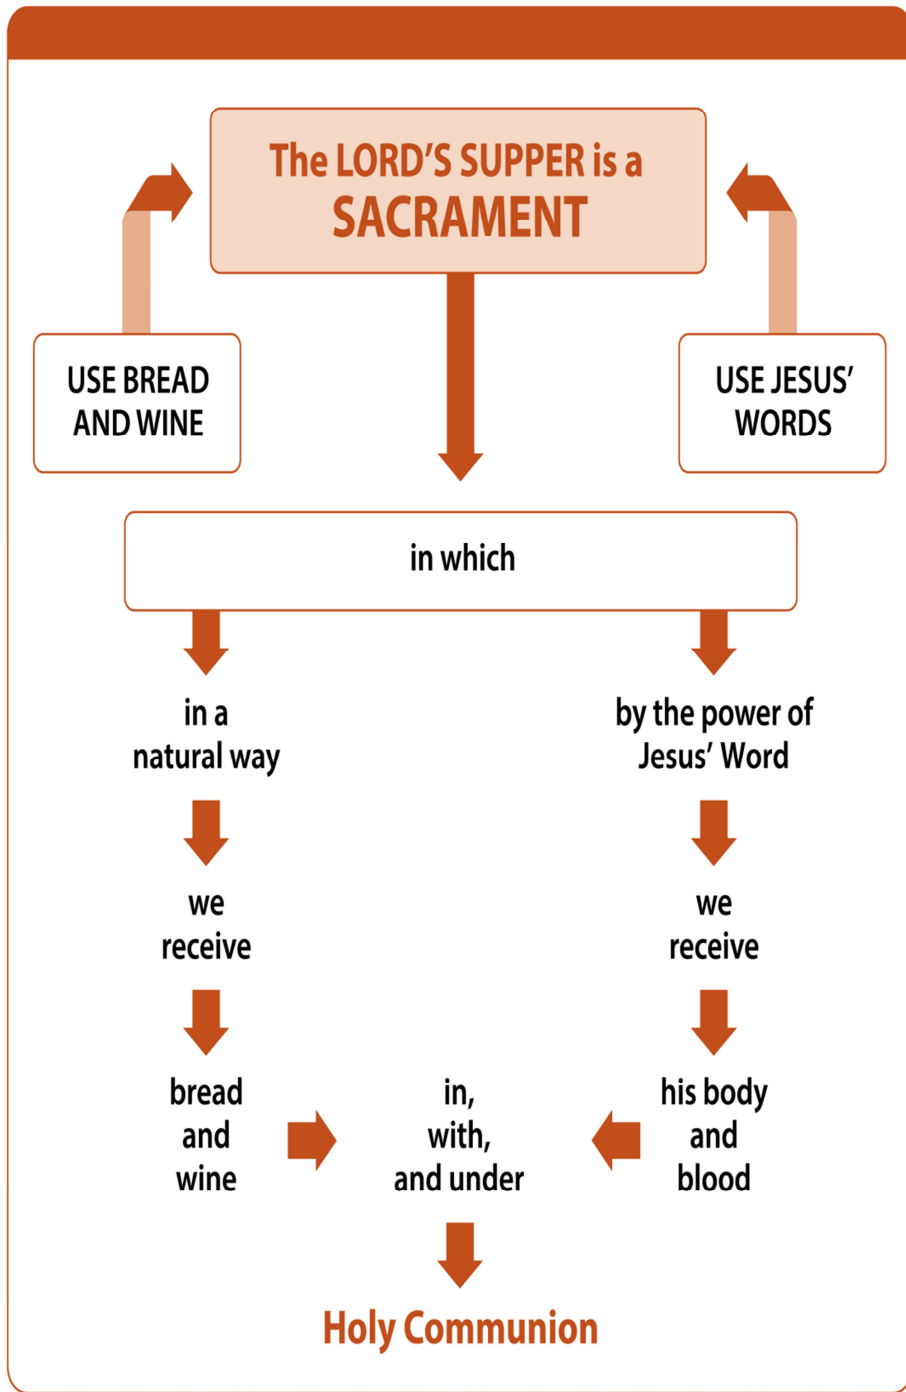 The LORD’S SUPPER is a
SACRAMENT
USE BREAD
AND WINE
USE JESUS’
WORDS
in which
in a
natural way
by the power of
Jesus’ Word
we
receive
we
receive
bread
and
wine
in,
with,
and under
his body
and
blood
Holy Communion